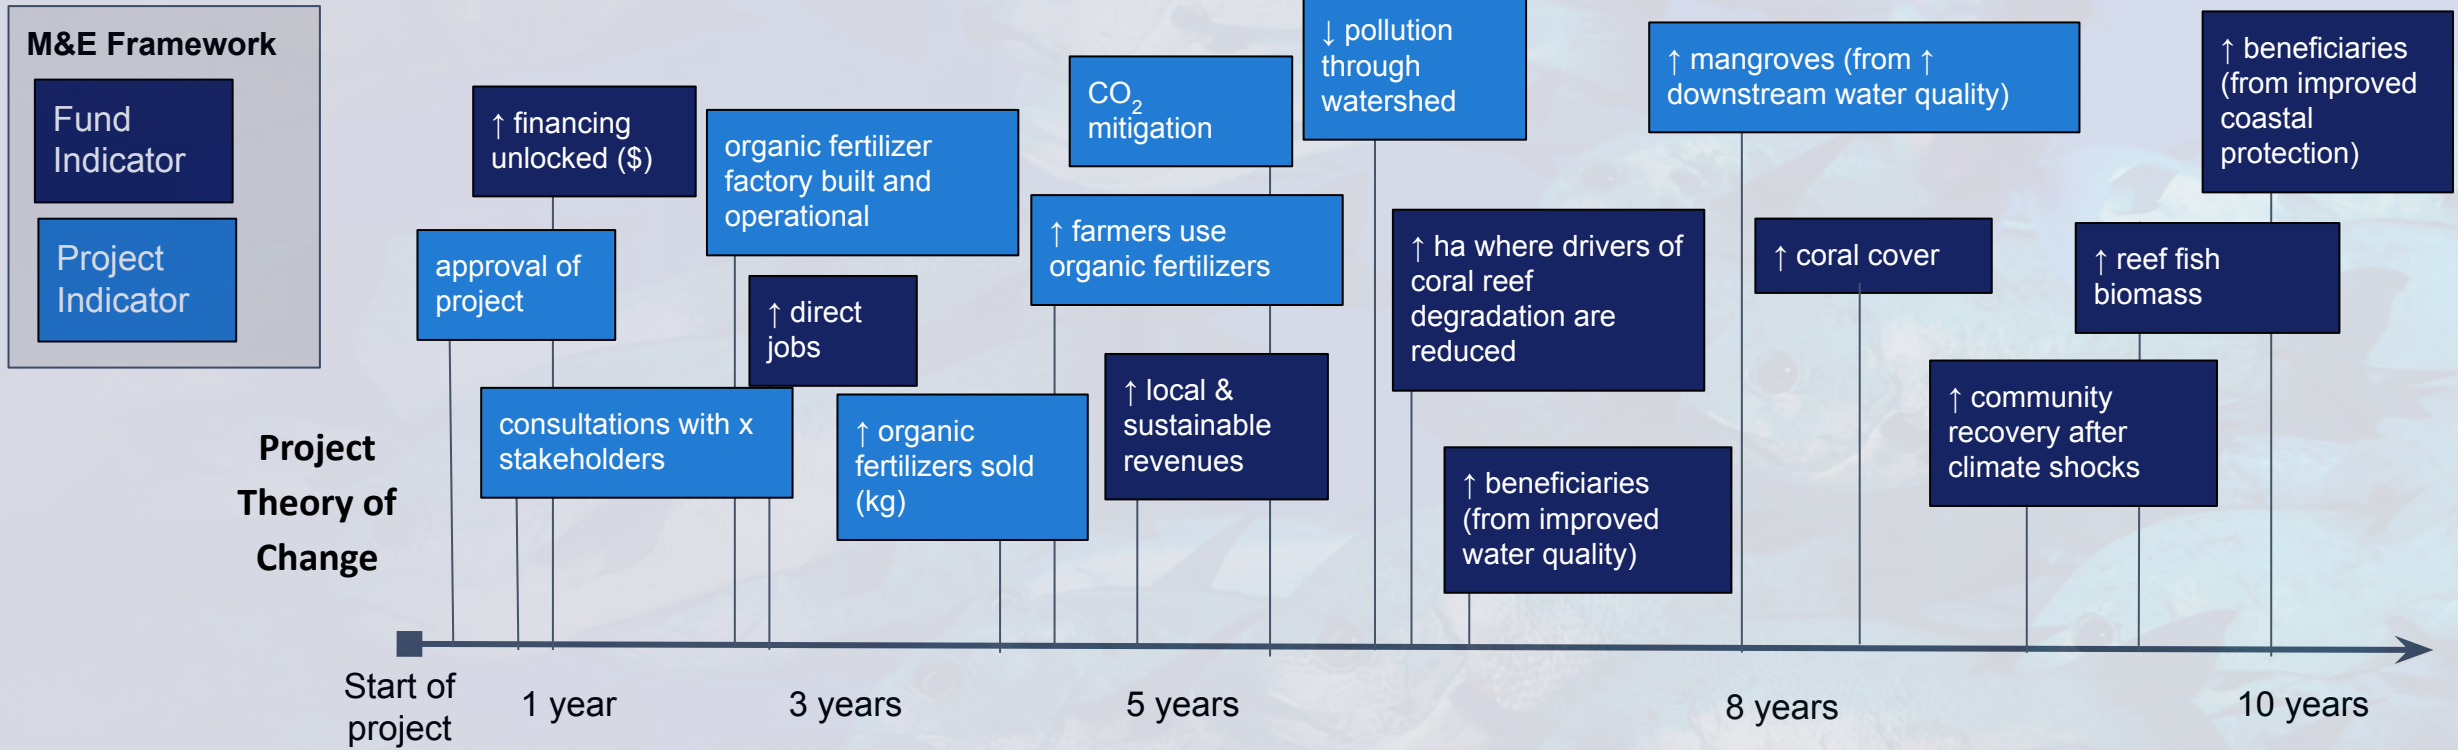 M&E Framework
Fund
Indicator
Project
Indicator
Project
Theory of
Change
approval of
project
↑ financing
unlocked ($)
consultations with x
stakeholders
organic fertilizer
factory built and
operational
↑ direct
jobs
↑ organic
fertilizers sold
(kg)
↑ farmers use
organic fertilizers
CO₂
mitigation
↑ local &
sustainable
revenues
↓ pollution
through
watershed
↑ ha where drivers of
coral reef
degradation are
reduced
↑ beneficiaries
(from improved
water quality)
↑ mangroves (from ↑
downstream water quality)
↑ coral cover
↑ community
recovery after
climate shocks
↑ reef fish
biomass
↑ beneficiaries
(from improved
coastal
protection)
Start of
project
1 year
3 years
5 years
8 years
10 years